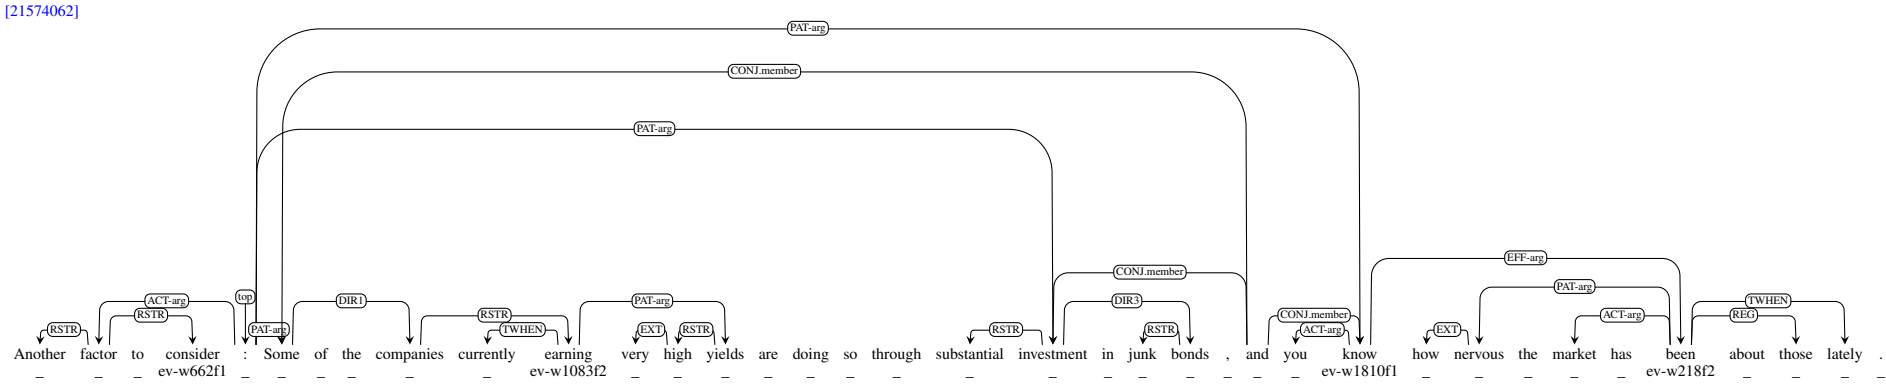 [21574062]
PAT-arg
CONJ.member
PAT-arg
CONJ.member
EFF-arg
ACT-arg top DIR1 PAT-arg DIR3 PAT-arg TWHEN
RSTR RSTR CONJ.member ACT-arg REG
RSTR PAT-arg TWHEN EXT RSTR RSTR RSTR ACT-arg EXT
Another factor to consider : Some of the companies currently earning very high yields are doing so through substantial investment in junk bonds , and you know how nervous the market has been about those lately .
_ _ _ ev-w662f1 _ _ _ _ _ _ ev-w1083f2 _ _ _ _ _ _ _ _ _ _ _ _ _ _ _ ev-w1810f1 _ _ _ _ _ ev-w218f2 _ _ _ _